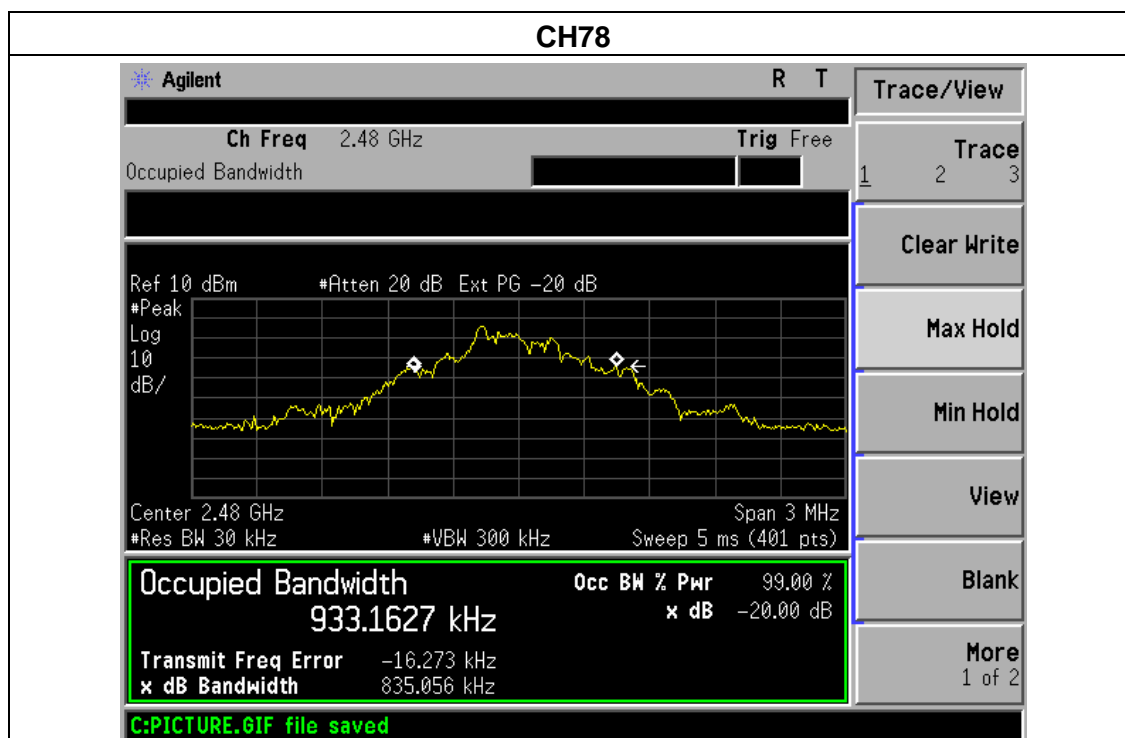 CH78
Agilent R T
Trace/View
Ch Freq 2.48 GHz Trig Free
Occupied Bandwidth
Trace
1 2 3
Clear Write
Ref 10 dBm #Atten 20 dB Ext PG -20 dB
#Peak
Log
10
dB/
Max Hold
Min Hold
View
Center 2.48 GHz Span 3 MHz
#Res BW 30 kHz #VBW 300 kHz Sweep 5 ms (401 pts)
Occupied Bandwidth Occ BW % Pwr 99.00 %
933.1627 kHz x dB -20.00 dB
Blank
Transmit Freq Error -16.273 kHz
x dB Bandwidth 835.056 kHz
More
1 of 2
C:PICTURE.GIF file saved